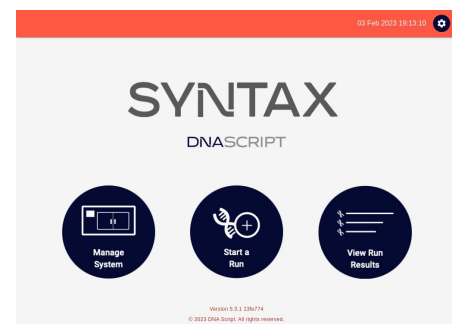 03 Feb 2023 19:13:10
SYNTAX
DNASCRIPT
Manage
System
Start a
Run
View Run
Results
Version 5.3.1 13fe774
© 2023 DNA Script. All rights reserved.